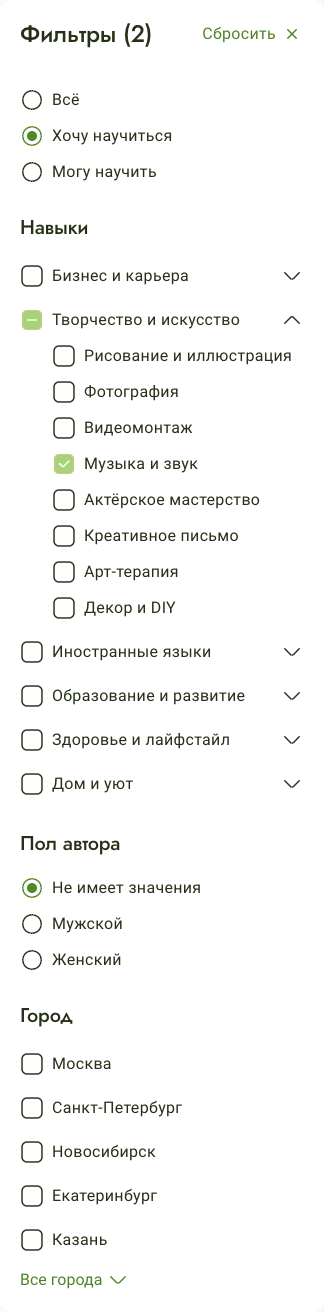 Фильтры (2)
Сбросить
Всё
Хочу научиться
Могу научить
Навыки
Бизнес и карьера
Творчество и искусство
Рисование и иллюстрация
Фотография
Видеомонтаж
Музыка и звук
Актёрское мастерство
Креативное письмо
Арт-терапия
Декор и DIY
Иностранные языки
Образование и развитие
Здоровье и лайфстайл
Дом и уют
Пол автора
Не имеет значения
Мужской
Женский
Город
Москва
Санкт-Петербург
Новосибирск
Екатеринбург
Казань
Все города